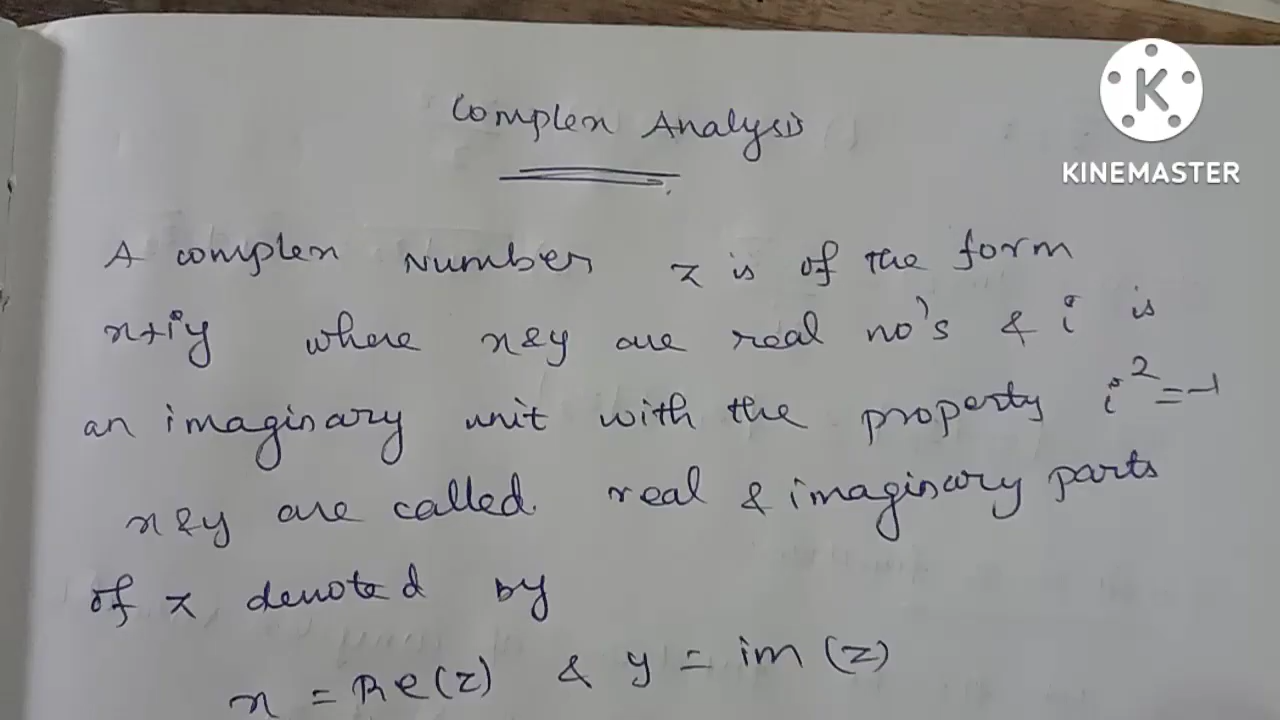 Complex Analysis
K
KINEMASTER
A complex Number z is of the form
x+iy where x&y are real no's & i is
an imaginary unit with the property i²=-1
x&y are called. real & imaginary parts
of z denoted by
x = Re(z) & y = im(z)